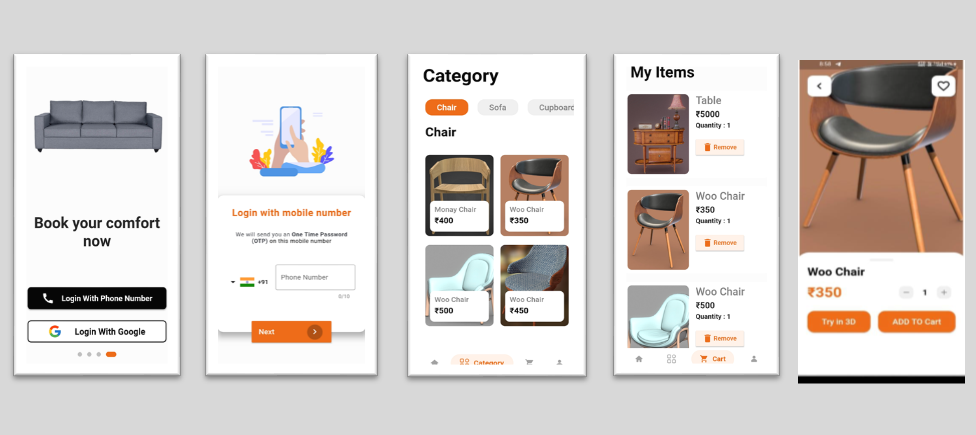 Book your comfort
now
Login With Phone Number
Login With Google
Login with mobile number
We will send you an One Time Password
(OTP) on this mobile number
+91
Phone Number
0/10
Next
Category
Chair
Sofa
Cupboard
Chair
Monay Chair
₹400
Woo Chair
₹350
Woo Chair
₹500
Woo Chair
₹450
Category
My Items
Table
₹5000
Quantity : 1
Remove
Woo Chair
₹350
Quantity : 1
Remove
Woo Chair
₹500
Quantity : 1
Remove
Cart
Woo Chair
₹350
1
Try in 3D
ADD TO Cart